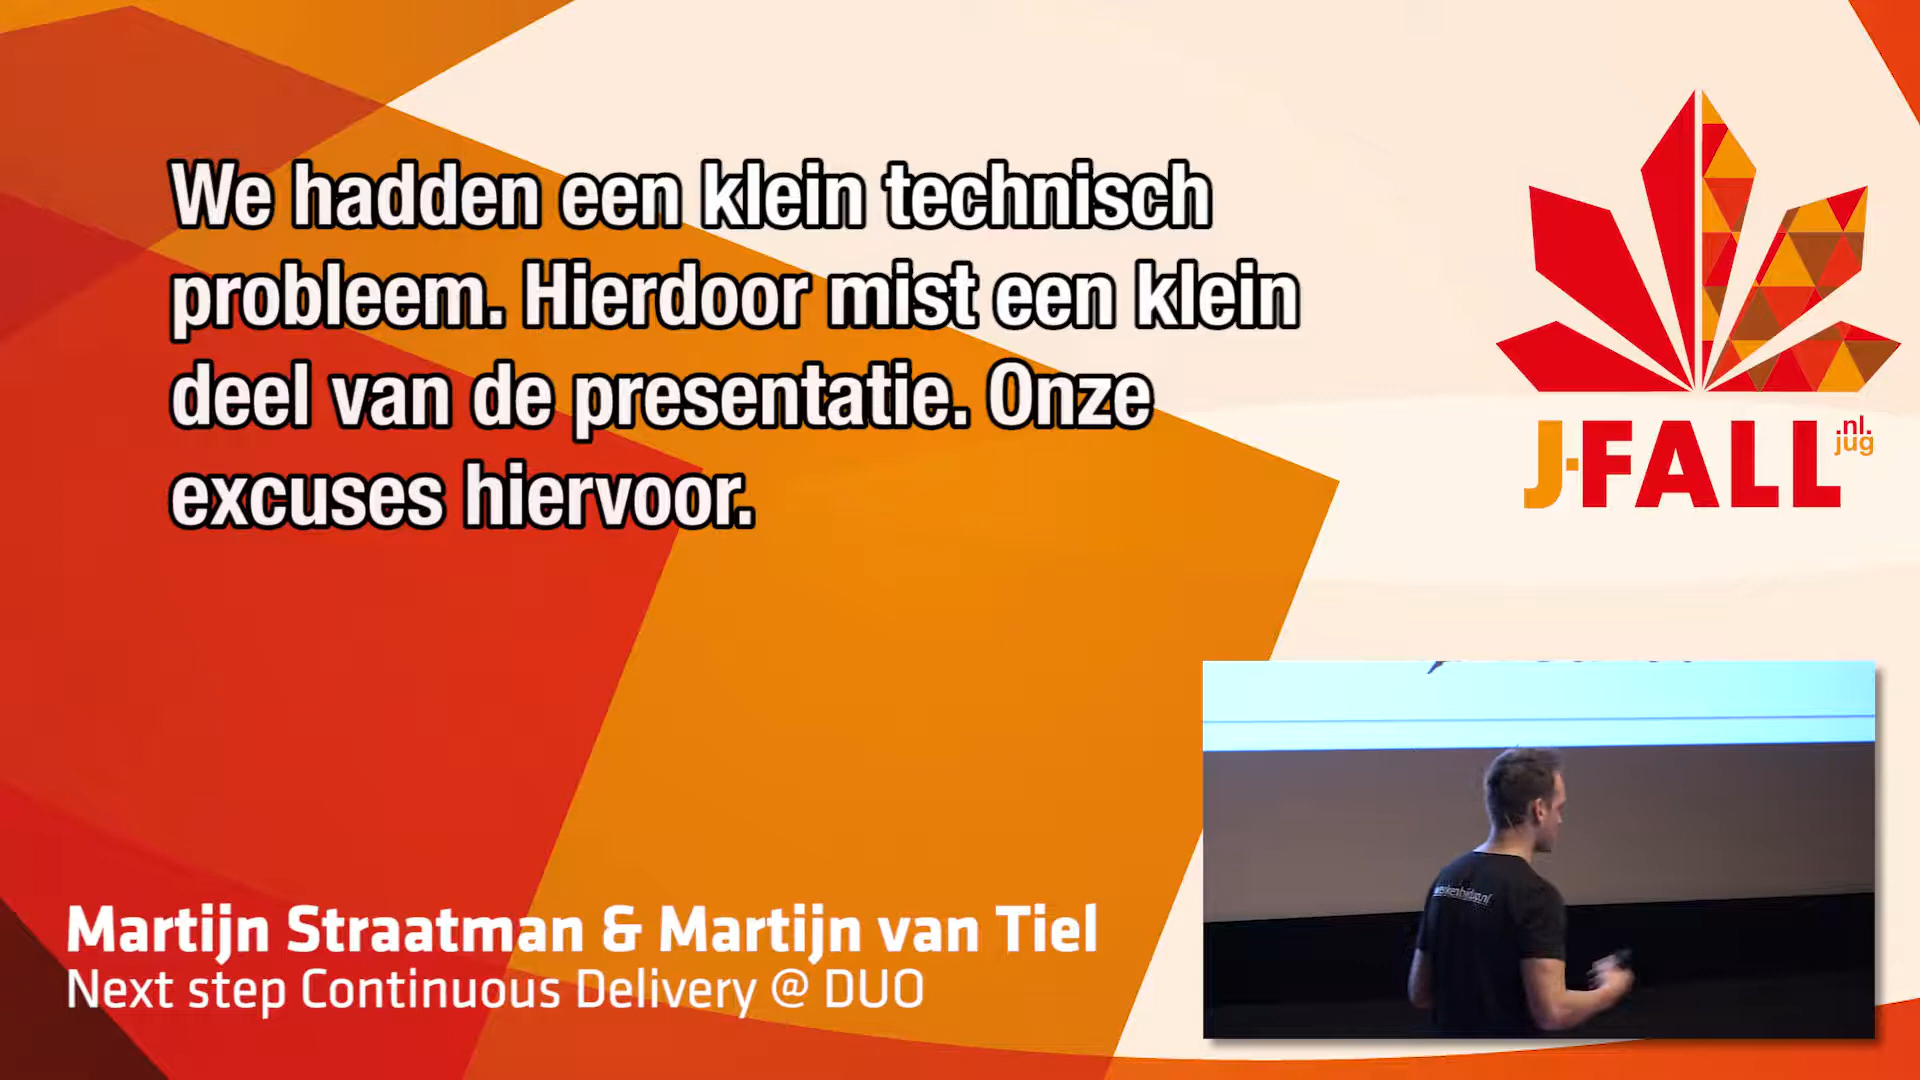 We hadden een klein technisch
probleem. Hierdoor mist een klein
deel van de presentatie. Onze
excuses hiervoor.
J-FALL
.nl.
jug
Martijn Straatman & Martijn van Tiel
Next step Continuous Delivery @ DUO